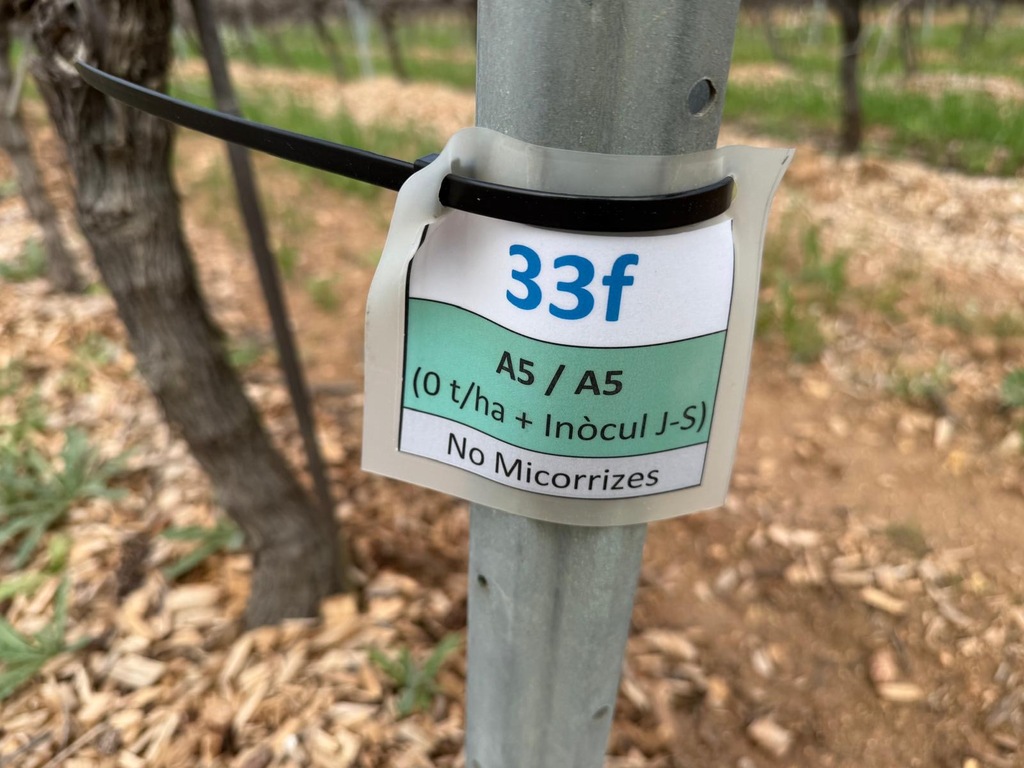 33f
A5 / A5
(0 t/ha + Inòcul J-S)
No Micorrizes